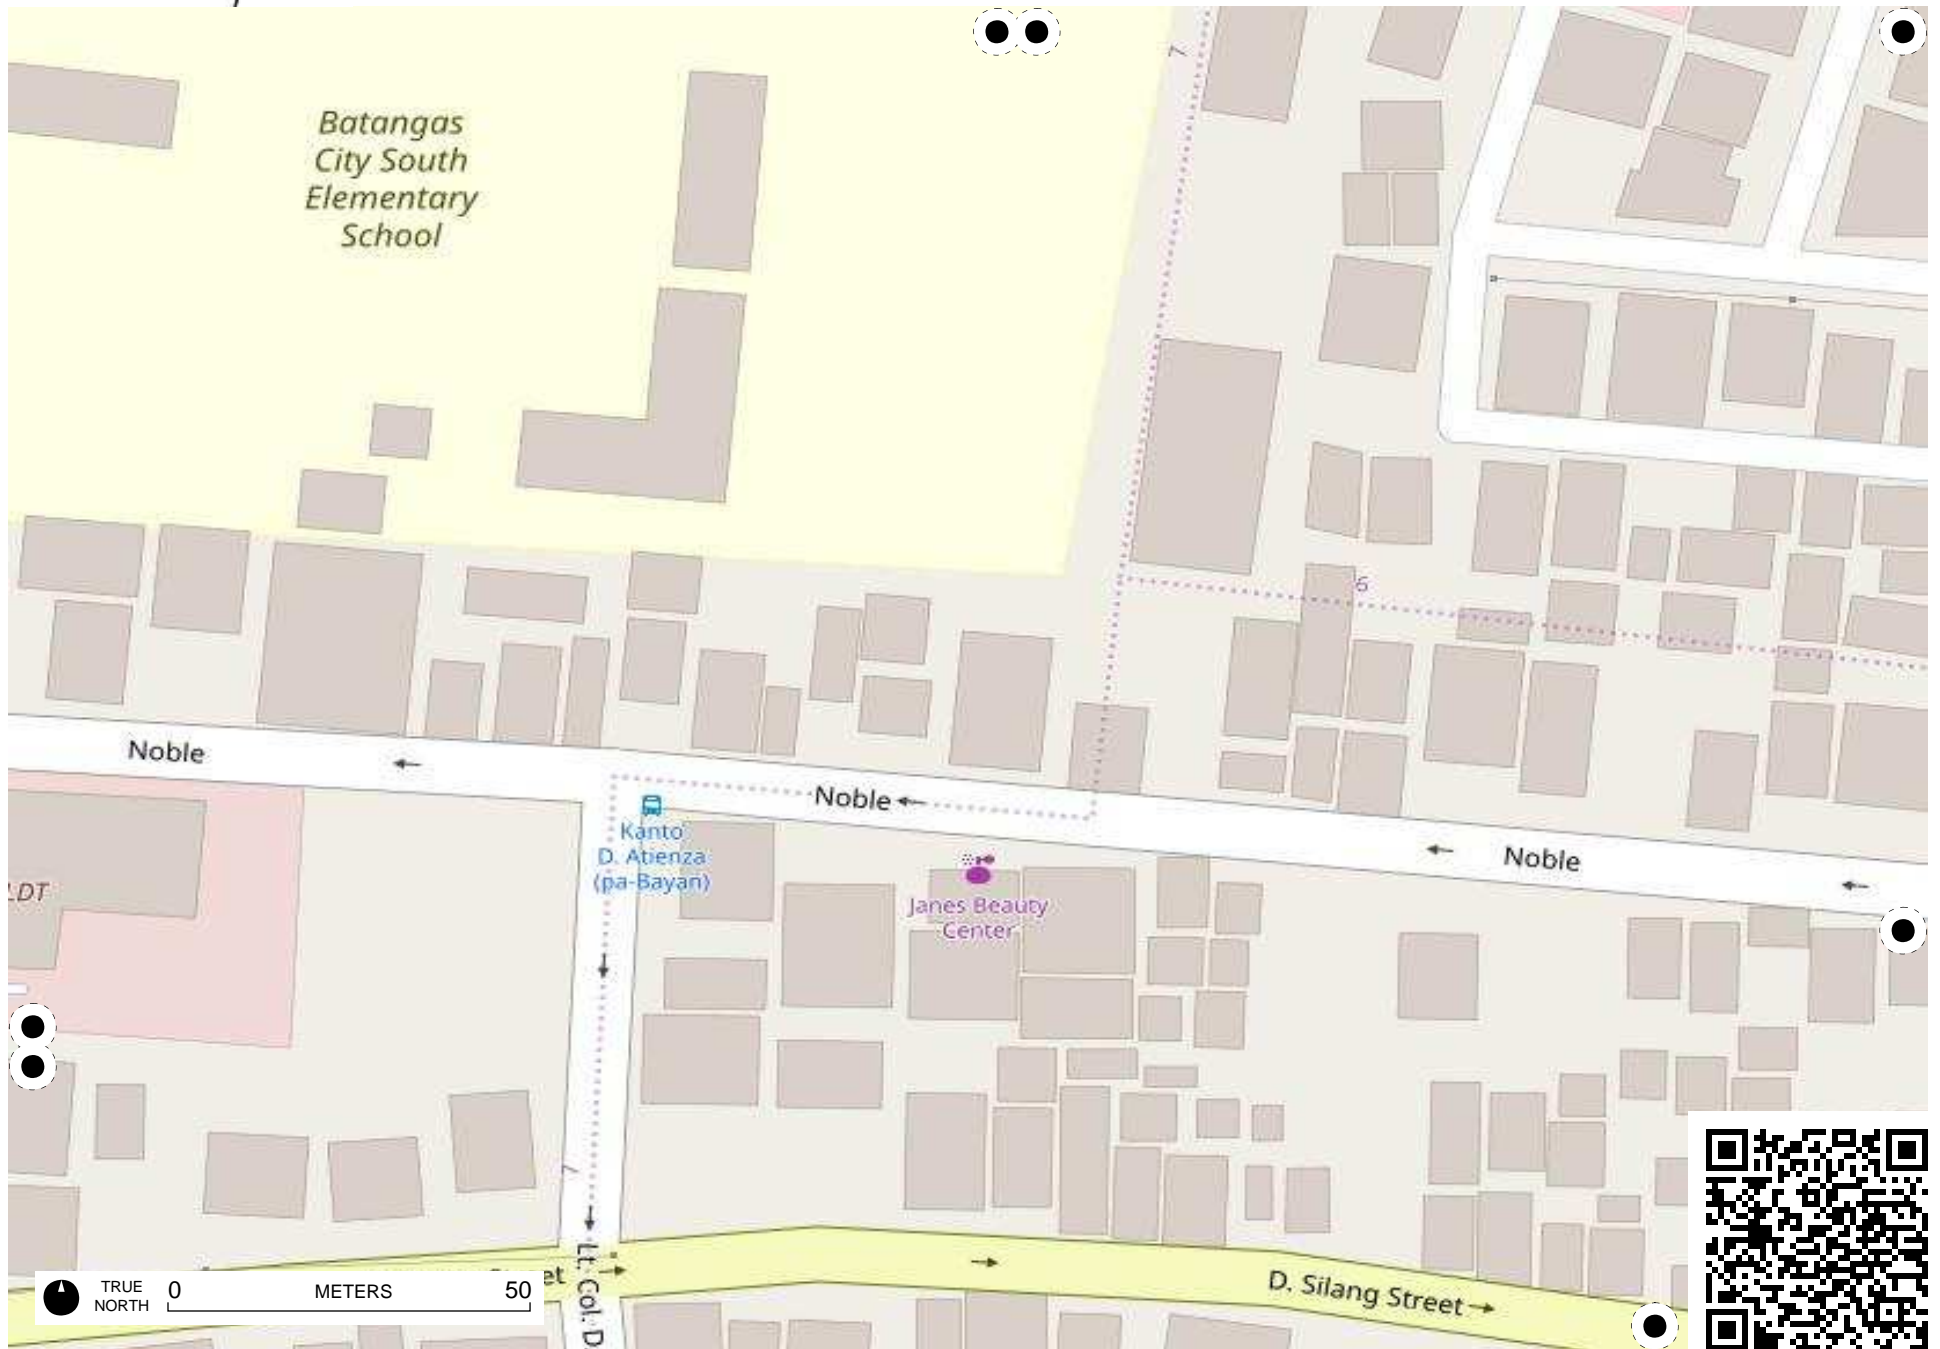 7
Batangas
City South
Elementary
School
6
Noble
Noble
Noble
Kanto
D. Atienza
(pa-Bayan)
LDT
Janes Beauty
Center
7
Lt. Col. D.
D. Silang Street
TRUE
NORTH
0
METERS
50